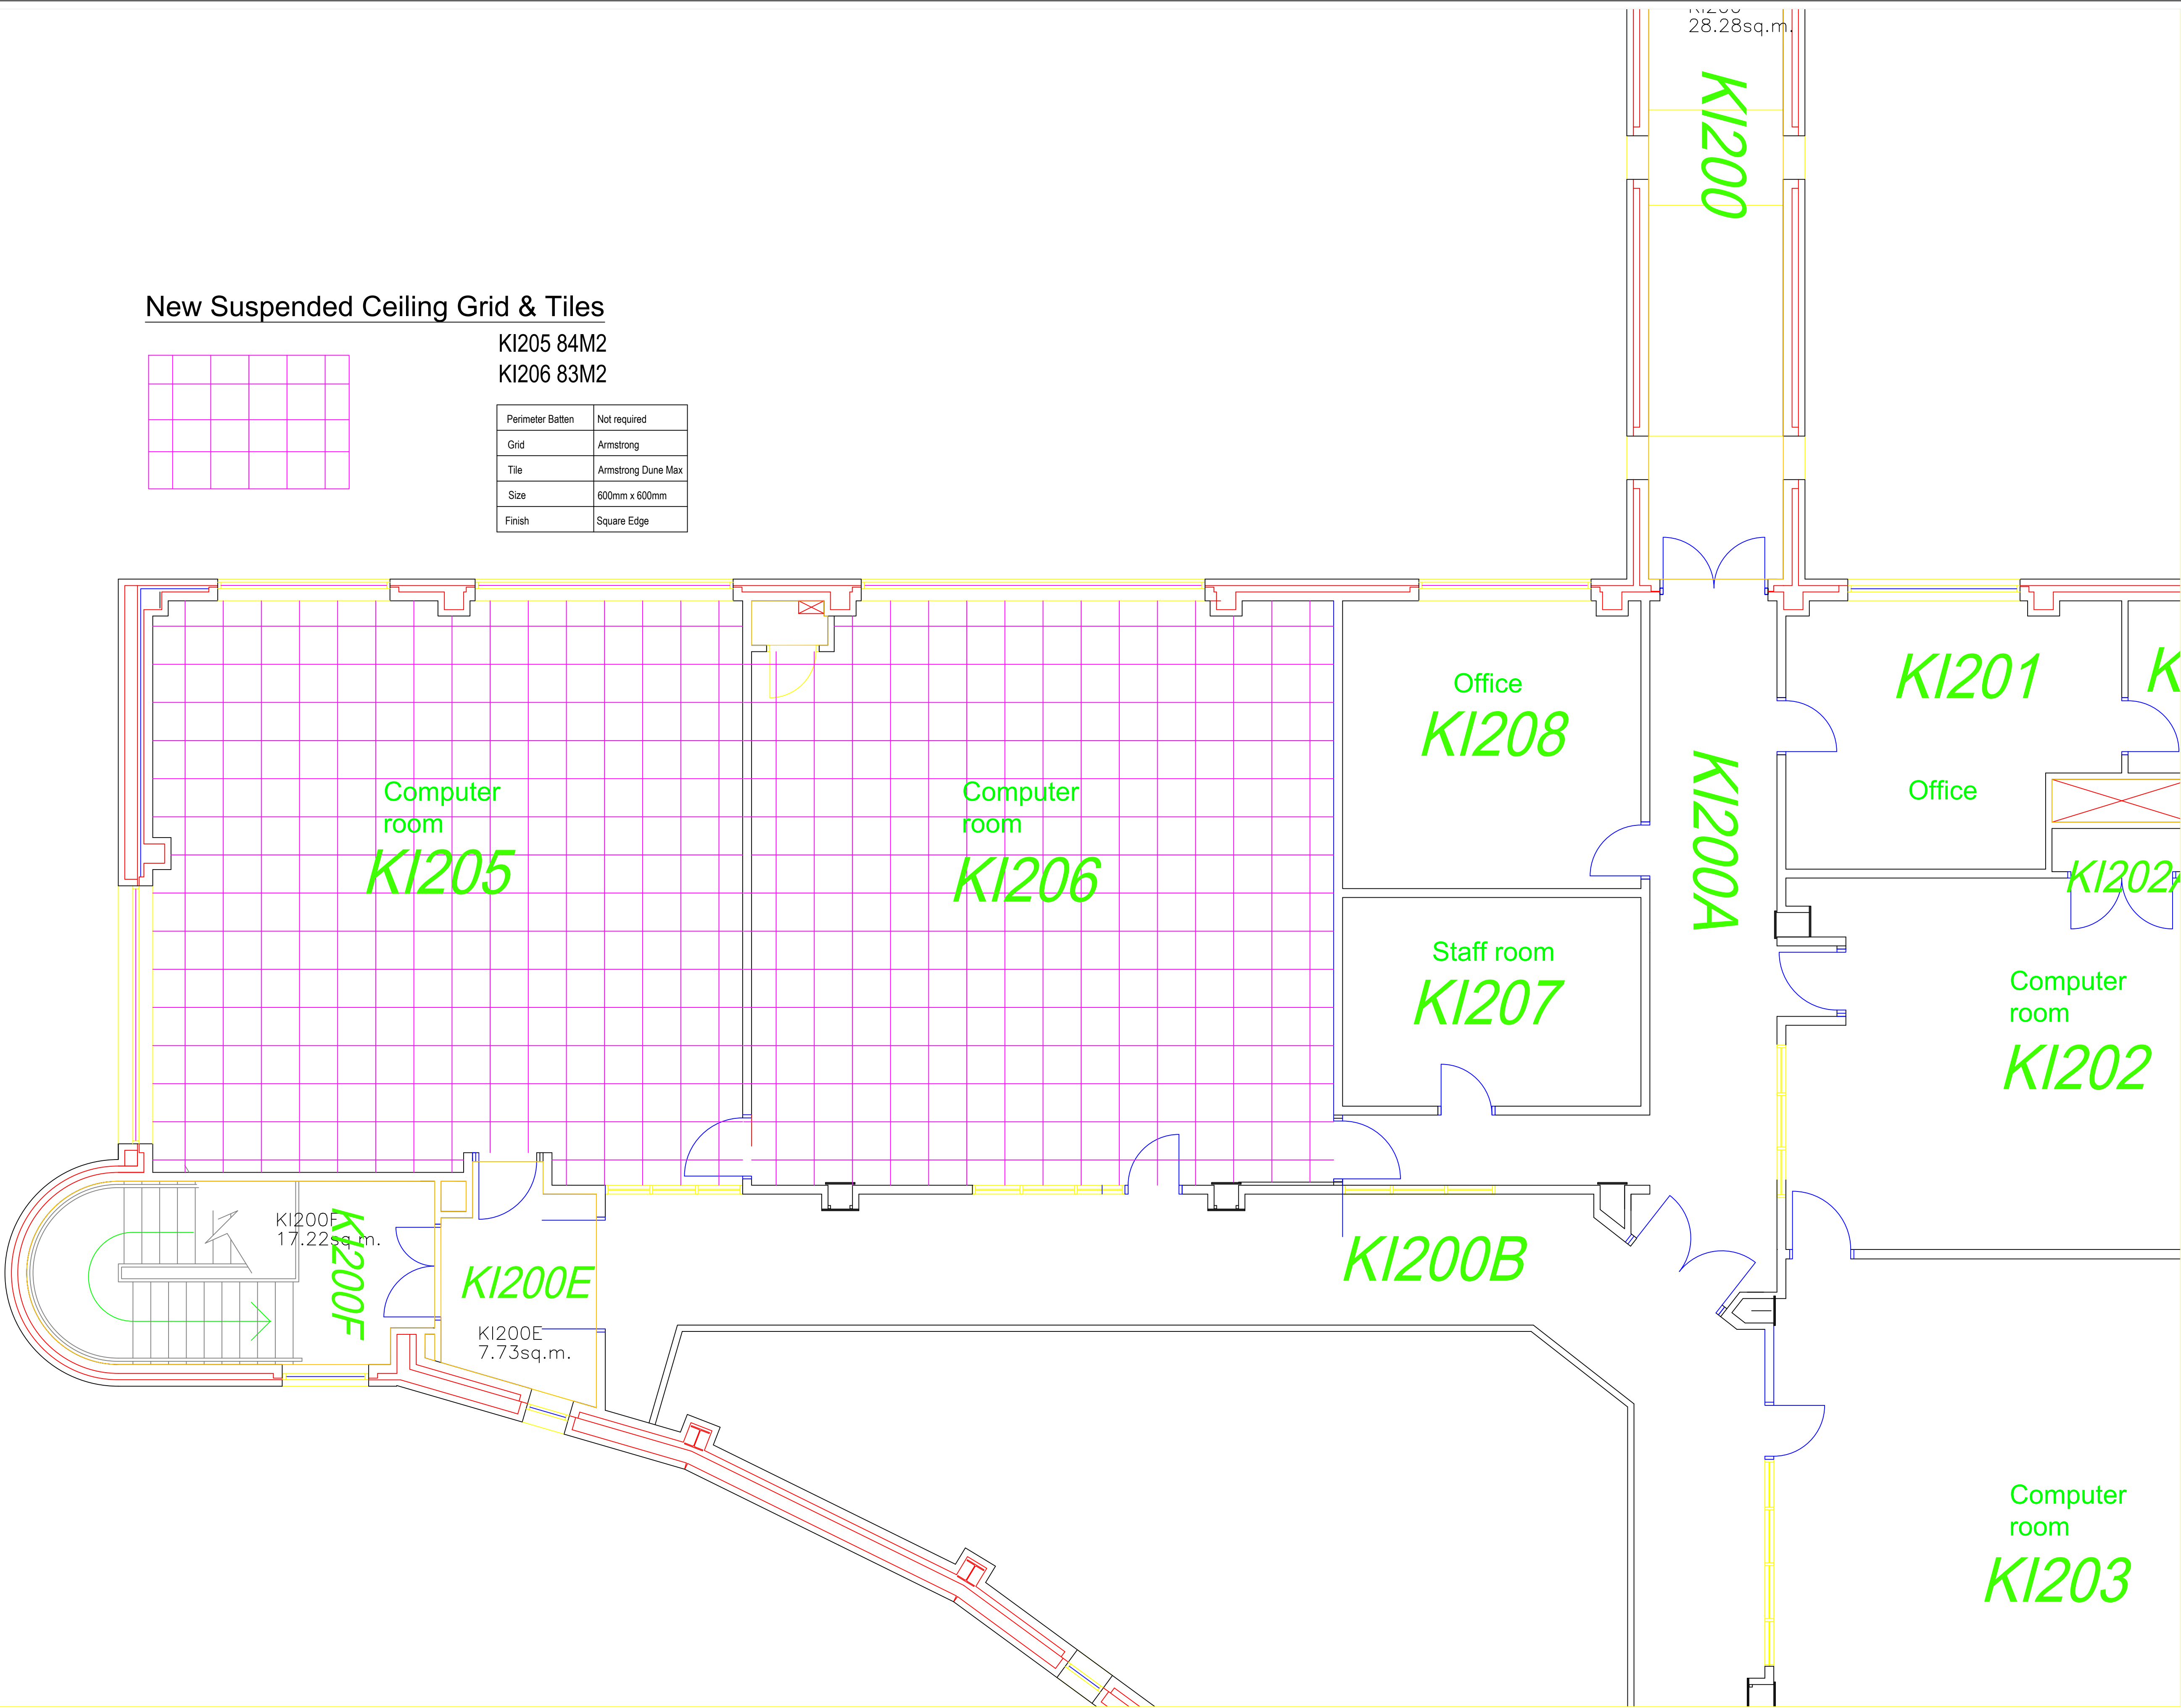 28.28sq.m.
KI200
New Suspended Ceiling Grid & Tiles
KI205 84M2
KI206 83M2
Perimeter Batten Not required
Grid Armstrong
Tile Armstrong Dune Max
Size 600mm x 600mm
Finish Square Edge
Office
KI208
KI201
Office
Computer
room
KI205
Computer
room
KI206
KI200A
KI202A
Staff room
KI207
Computer
room
KI202
KI200F
17.22sq.m.
KI200F
KI200E
KI200E
7.73sq.m.
KI200B
Computer
room
KI203